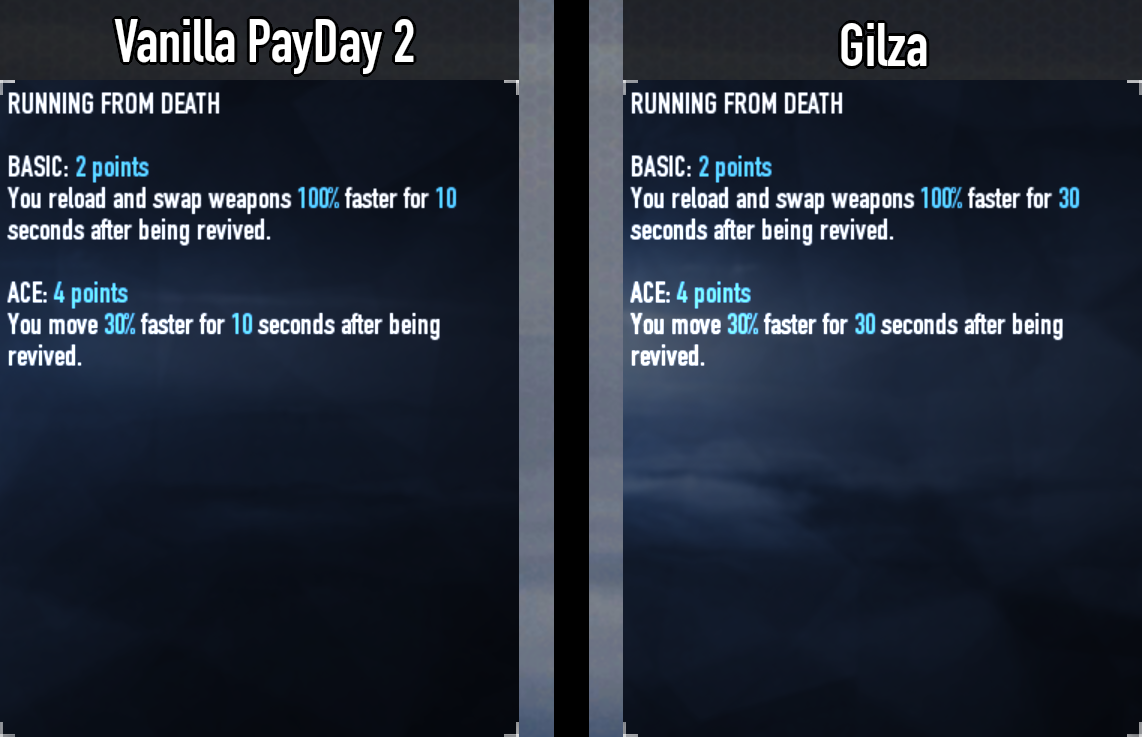 Vanilla PayDay 2
RUNNING FROM DEATH
BASIC: 2 points
You reload and swap weapons 100% faster for 10
seconds after being revived.
ACE: 4 points
You move 30% faster for 10 seconds after being
revived.
Gilza
RUNNING FROM DEATH
BASIC: 2 points
You reload and swap weapons 100% faster for 30
seconds after being revived.
ACE: 4 points
You move 30% faster for 30 seconds after being
revived.